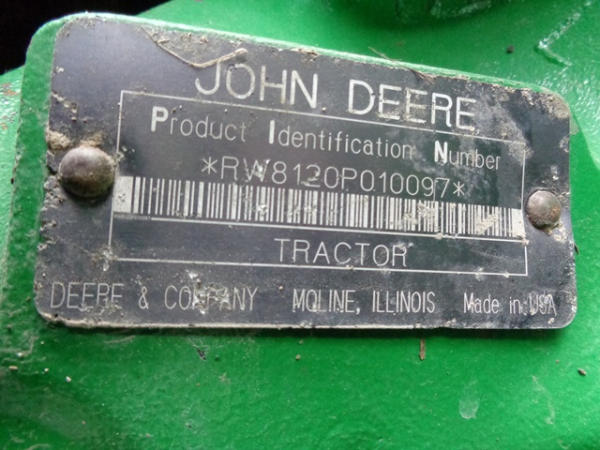 JOHN DEERE
Product Identification Number
*RW8120P010097*
TRACTOR
DEERE & COMPANY MOLINE, ILLINOIS Made in USA